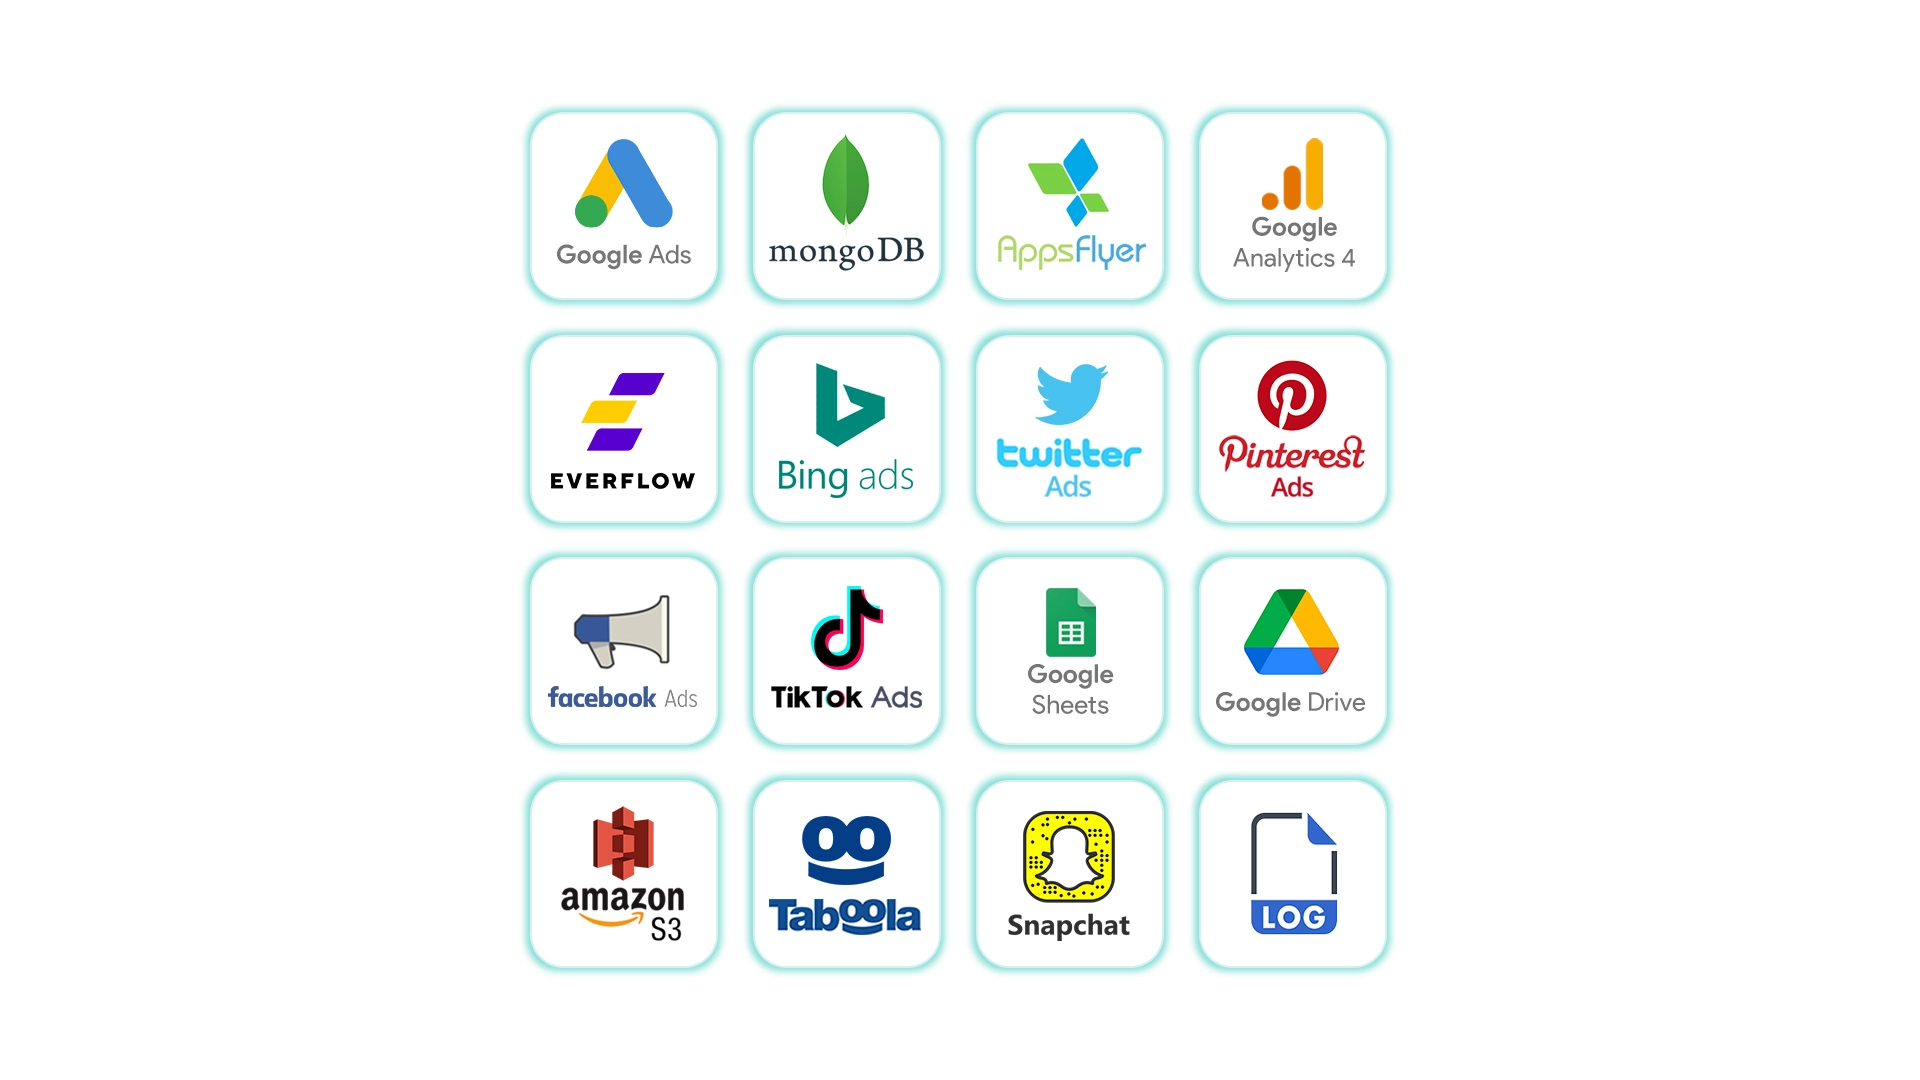 Google Ads
mongoDB
AppsFlyer
Google
Analytics 4
EVERFLOW
Bing ads
twitter
Ads
Pinterest
Ads
facebook Ads
TikTok Ads
Google
Sheets
Google Drive
amazon
S3
Taboola
Snapchat
LOG